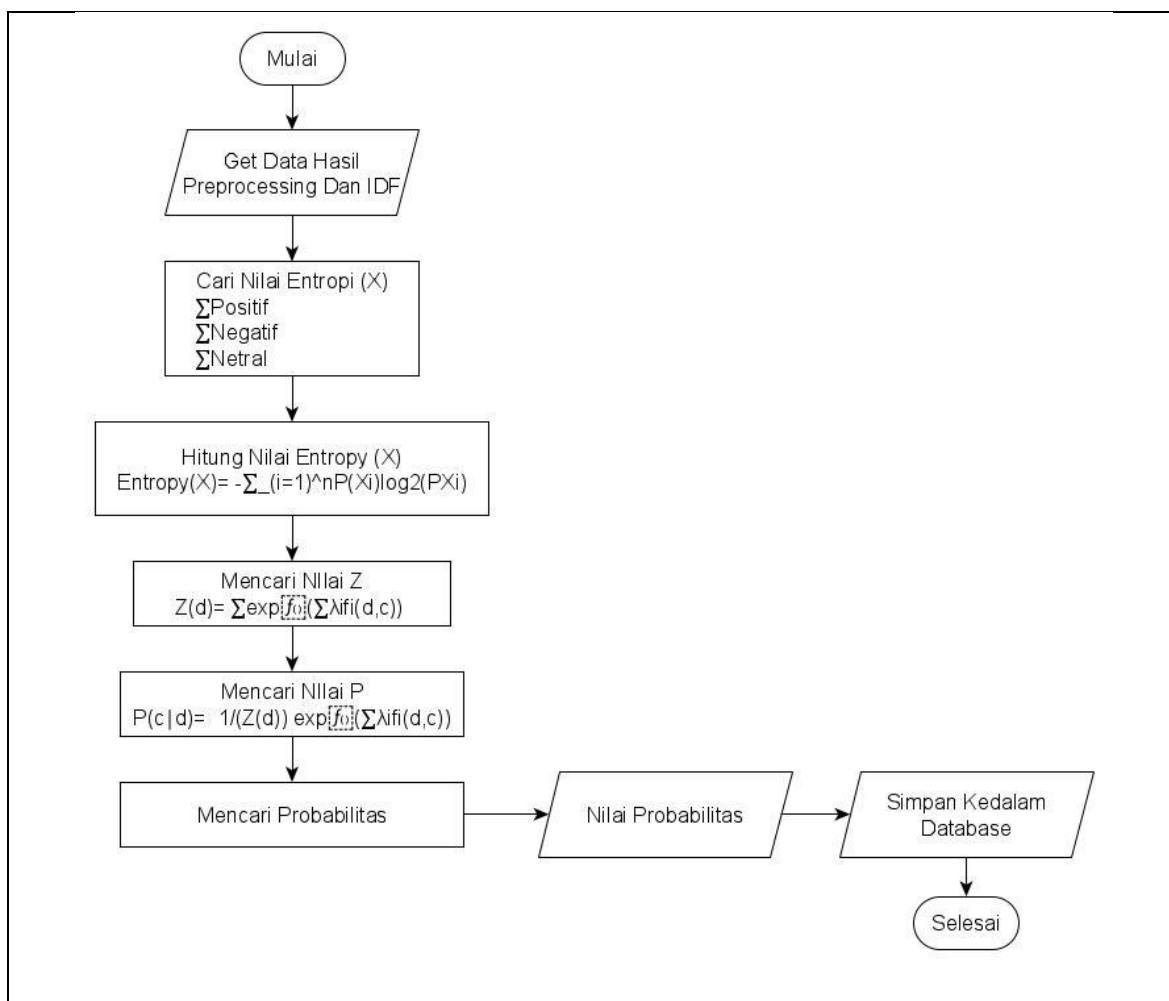 Mulai
Get Data Hasil
Preprocessing Dan IDF
Cari Nilai Entropi (X)
∑Positif
∑Negatif
∑Netral
Hitung Nilai Entropy (X)
Entropy(X)= -∑_(i=1)^nP(Xi)log2(PXi)
Mencari NIlai Z
Z(d)= ∑exp⁡(∑λifi(d,c))
Mencari NIlai P
P(c|d)= 1/(Z(d)) exp⁡(∑λifi(d,c))
Mencari Probabilitas
Nilai Probabilitas
Simpan Kedalam
Database
Selesai